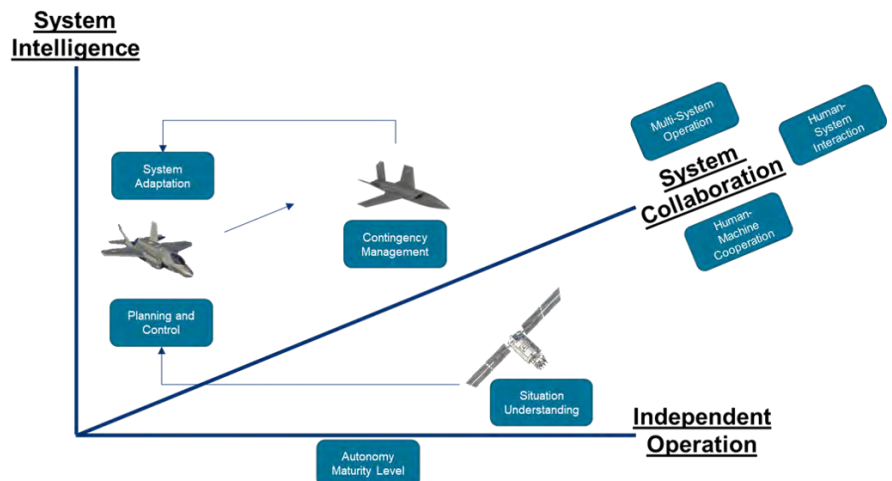 System
Intelligence
Multi-System
Operation
Human-
System
Interaction
System
Adaptation
System
Collaboration
Contingency
Management
Human-
Machine
Cooperation
Planning and
Control
Situation
Understanding
Independent
Operation
Autonomy
Maturity Level